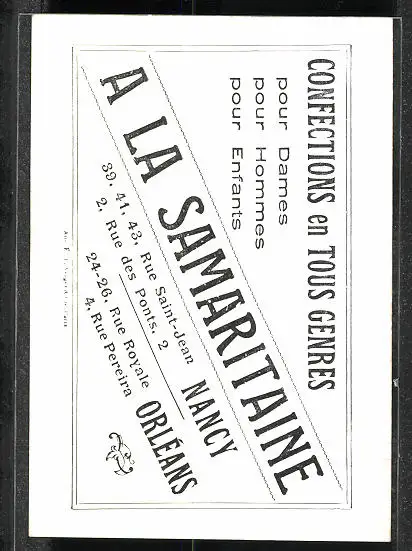 CONFECTIONS en TOUS GENRES
pour Dames
pour Hommes
pour Enfants
A LA SAMARITAINE
39, 41, 43, Rue Saint-Jean
2, Rue des Ponts, 2
NANCY
24-26, Rue Royale
4, Rue Pereira
ORLÉANS